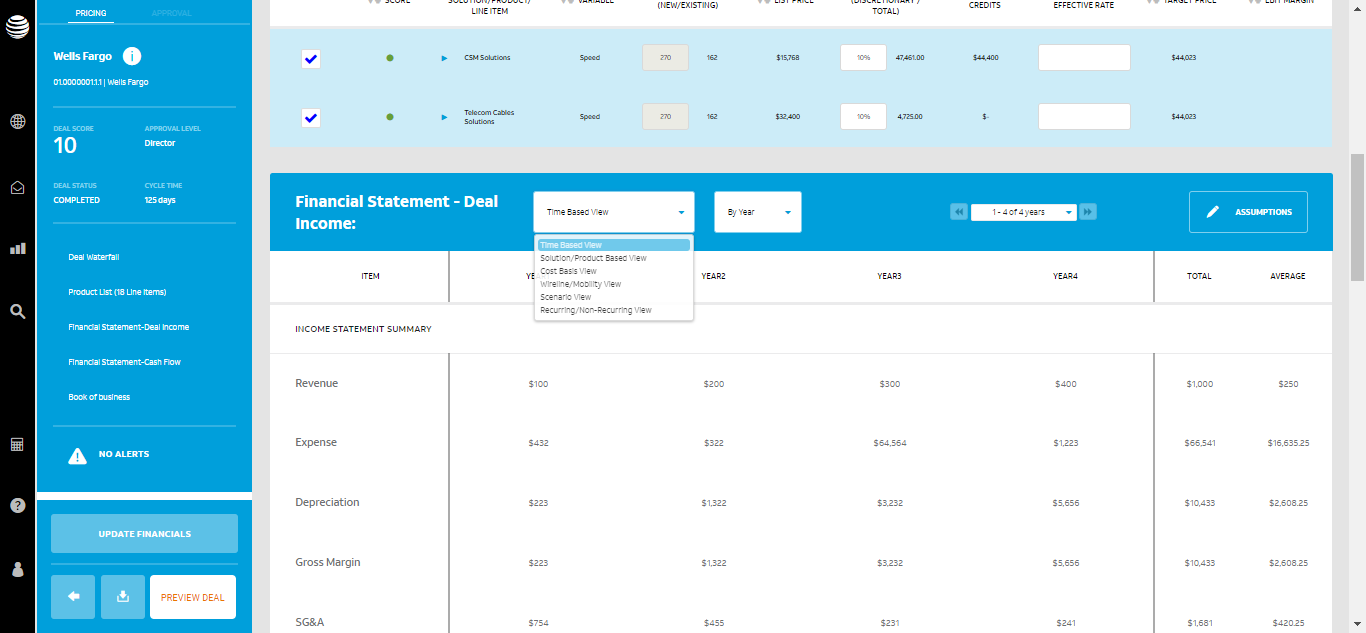 PRICING
APPROVAL
Wells Fargo
i
01.0000001.1.1 | Wells Fargo
DEAL SCORE
10
APPROVAL LEVEL
Director
DEAL STATUS
COMPLETED
CYCLE TIME
125 days
Deal Waterfall
Product List (18 Line Items)
Financial Statement-Deal Income
Financial Statement-Cash Flow
Book of business
NO ALERTS
UPDATE FINANCIALS
PREVIEW DEAL
SCORE
SOLUTION/PRODUCT/
LINE ITEM
VARIABLE
(NEW/EXISTING)
LIST PRICE
(DISCRETIONARY /
TOTAL)
CREDITS
EFFECTIVE RATE
TARGET PRICE
EBIT MARGIN
CSM Solutions Speed 270 162 $15,768 10% 47,461.00 $44,400 $44,023
Telecom Cables
Solutions
Speed 270 162 $32,400 10% 4,725.00 $- $44,023
Financial Statement - Deal
Income:
Time Based View
By Year
1 - 4 of 4 years
ASSUMPTIONS
Time Based View
Solution/Product Based View
Cost Basis View
Wireline/Mobility View
Scenario View
Recurring/Non-Recurring View
ITEM YE YEAR2 YEAR3 YEAR4 TOTAL AVERAGE
INCOME STATEMENT SUMMARY
Revenue $100 $200 $300 $400 $1,000 $250
Expense $432 $322 $64,564 $1,223 $66,541 $16,635.25
Depreciation $223 $1,322 $3,232 $5,656 $10,433 $2,608.25
Gross Margin $223 $1,322 $3,232 $5,656 $10,433 $2,608.25
SG&A $754 $455 $231 $241 $1,681 $420.25